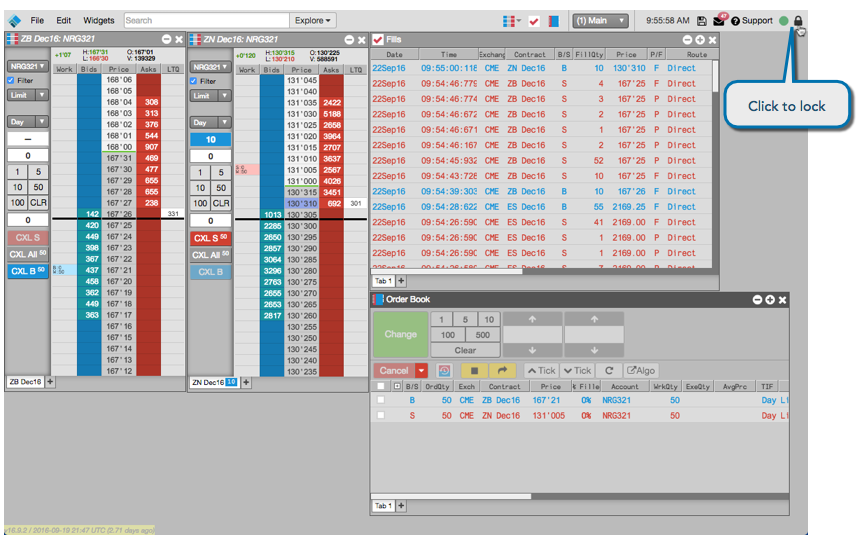 File Edit Widgets Search Explore (1) Main 9:55:58 AM 47 Support
Click to lock
ZB Dec16: NRG321
+1'07 H:167'31 O:167'01
L:166'30 V:139329
NRG321 Work Bids Price Asks LTQ
Filter
Limit
Day
—
0
1 5
10 50
100 CLR
0
CXL S
CXL All 50
CXL B 50
168'06
168'05
168'04 308
168'03 313
168'02 376
168'01 544
168'00 907
167'31 469
167'30 477
167'29 655
167'28 655
167'27 238
142 167'26 331
420 167'25
449 167'24
398 167'23
367 167'22
437 167'21
458 167'20
362 167'19
449 167'18
363 167'17
167'16
167'15
167'14
167'13
167'12
ZB Dec16 +
ZN Dec16: NRG321
+0'120 H:130'315 O:130'225
L:130'210 V:588591
NRG321 Work Bids Price Asks LTQ
Filter
Limit
Day
10
0
1 5
10 50
100 CLR
0
CXL S 50
CXL All 50
CXL B
131'045
131'040
131'035 2422
131'030 5188
131'025 2658
131'020 3964
131'015 2707
131'010 3637
131'005 2567
131'000 4026
130'315 3451
130'310 692 301
1013 130'305
2285 130'300
2650 130'295
2857 130'290
3064 130'285
3296 130'280
2763 130'275
2655 130'270
2653 130'265
2817 130'260
130'255
130'250
130'245
130'240
130'235
ZN Dec16 10 +
Fills
Date Time Exchang Contract B/S FillQty Price P/F Route
22Sep16 09:55:00:118 CME ZN Dec16 B 10 130'310 F Direct
22Sep16 09:54:46:779 CME ZB Dec16 S 4 167'25 F Direct
22Sep16 09:54:46:774 CME ZB Dec16 S 3 167'25 P Direct
22Sep16 09:54:46:672 CME ZB Dec16 S 2 167'25 P Direct
22Sep16 09:54:46:671 CME ZB Dec16 S 1 167'25 P Direct
22Sep16 09:54:46:167 CME ZB Dec16 S 2 167'25 P Direct
22Sep16 09:54:45:932 CME ZB Dec16 S 52 167'25 P Direct
22Sep16 09:54:43:726 CME ZB Dec16 S 10 167'25 P Direct
22Sep16 09:54:39:303 CME ZB Dec16 B 10 167'26 F Direct
22Sep16 09:54:28:622 CME ES Dec16 B 55 2169.25 F Direct
22Sep16 09:54:26:590 CME ES Dec16 S 41 2169.00 F Direct
22Sep16 09:54:26:590 CME ES Dec16 S 1 2169.00 P Direct
22Sep16 09:54:26:590 CME ES Dec16 S 1 2169.00 P Direct
Tab 1 +
Order Book
Change 1 5 10
100 500
Clear
Cancel Tick Tick C Algo
B/S OrdQty Exch Contract Price % Fille Account WrkQty ExeQty AvgPrc TIF
B 50 CME ZB Dec16 167'21 0% NRG321 50 Day Li
S 50 CME ZN Dec16 131'005 0% NRG321 50 Day Li
Tab 1 +
v16.9.2 / 2016-09-19 21:47 UTC (2.71 days ago)